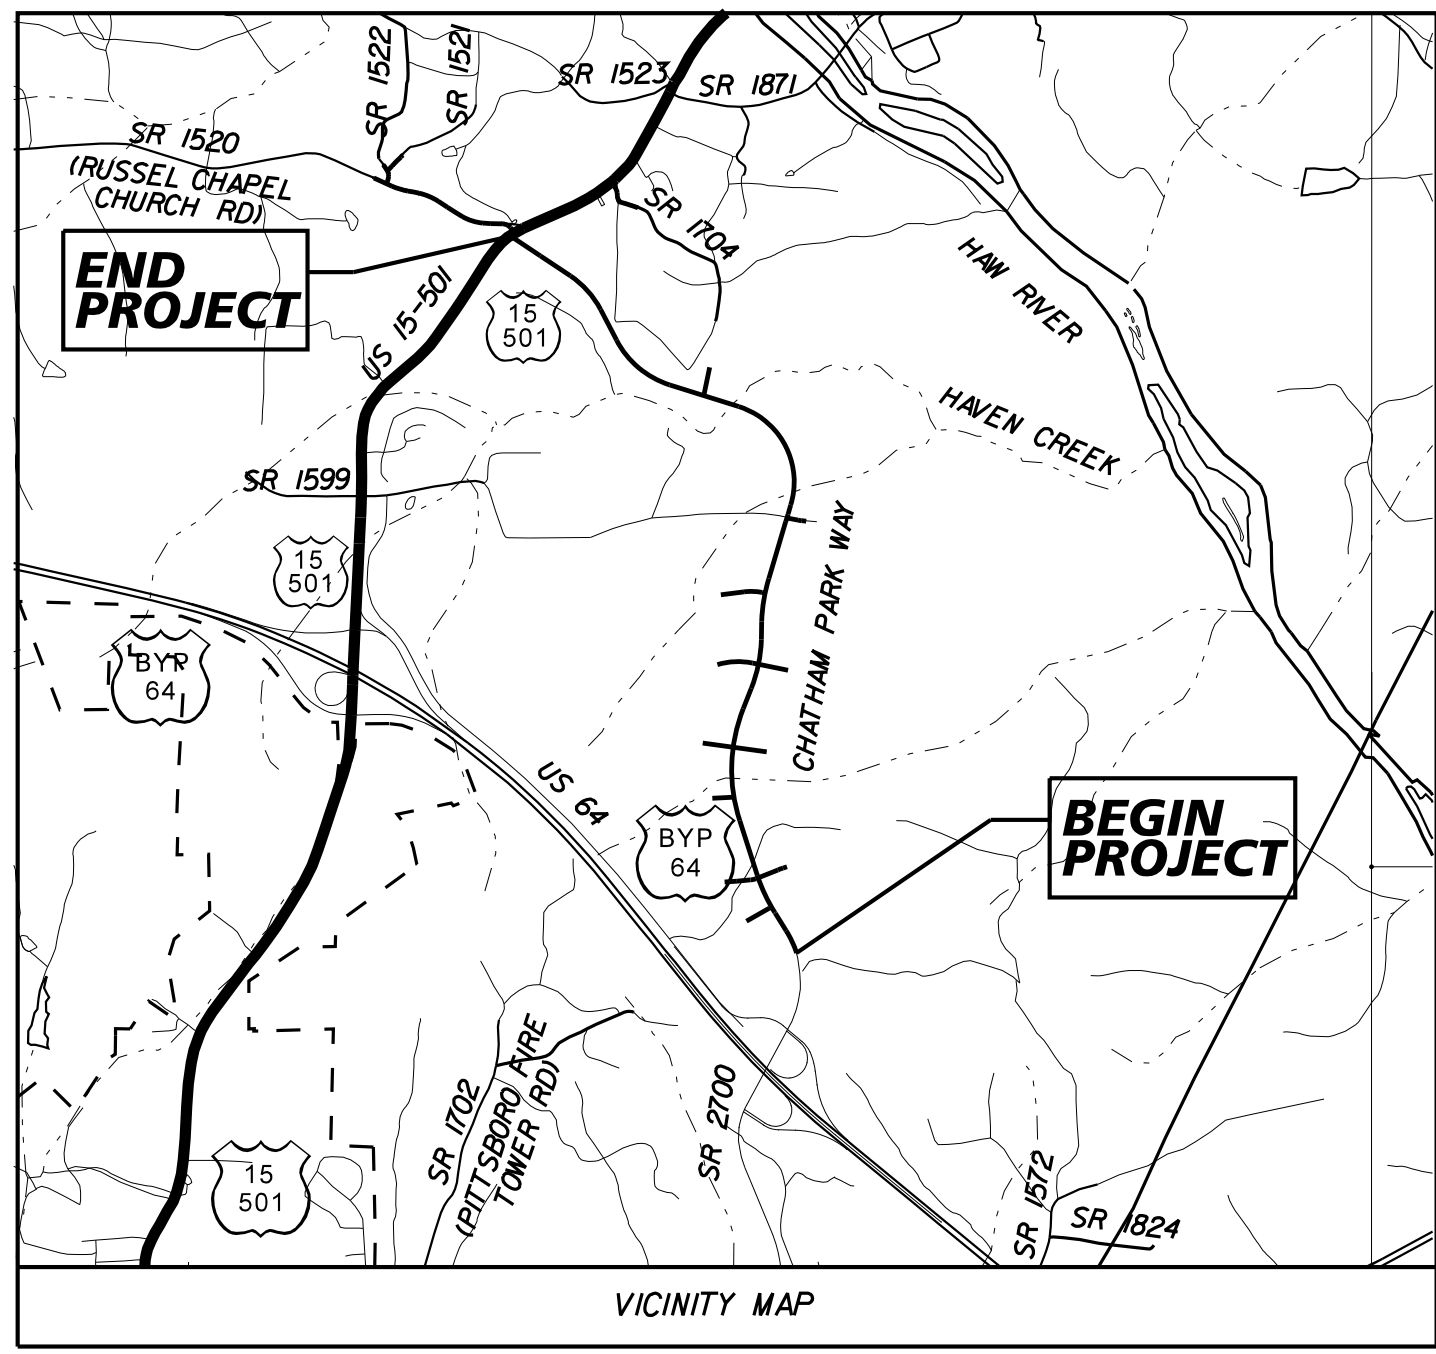 SR 1522
SR 1521
SR 1523
SR 1871
SR 1520
(RUSSEL CHAPEL
CHURCH RD)
SR 1704
END
PROJECT
HAW RIVER
US 15-501
15
501
HAVEN CREEK
SR 1599
15
501
CHATHAM PARK WAY
BYP
64
US 64
BYP
64
BEGIN
PROJECT
SR 1702
(PITTSBORO FIRE
TOWER RD)
SR 2700
15
501
SR 1572
SR 1824
VICINITY MAP